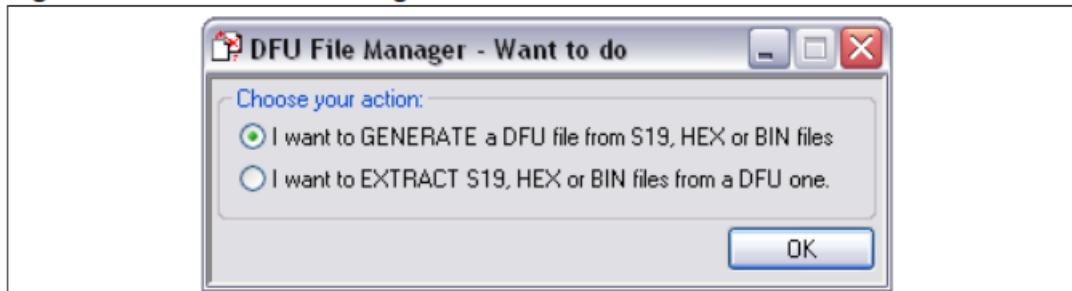 DFU File Manager - Want to do
Choose your action:
I want to GENERATE a DFU file from S19, HEX or BIN files
I want to EXTRACT S19, HEX or BIN files from a DFU one.
OK